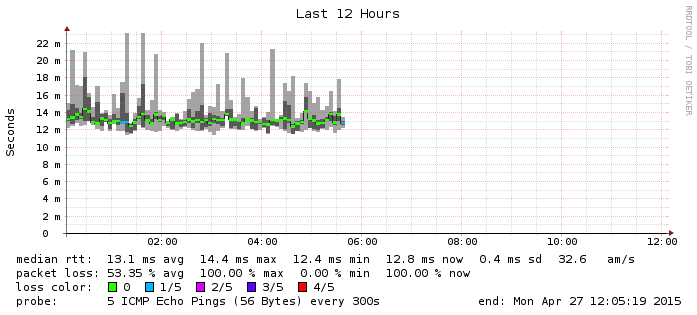 Last 12 Hours
RRDTOOL / TOBI OETIKER
Seconds
22 m
20 m
18 m
16 m
14 m
12 m
10 m
8 m
6 m
4 m
2 m
0
02:00 04:00 06:00 08:00 10:00 12:00
median rtt: 13.1 ms avg 14.4 ms max 12.4 ms min 12.8 ms now 0.4 ms sd 32.6 am/s
packet loss: 53.35 % avg 100.00 % max 0.00 % min 100.00 % now
loss color: 0 1/5 2/5 3/5 4/5
probe: 5 ICMP Echo Pings (56 Bytes) every 300s end: Mon Apr 27 12:05:19 2015